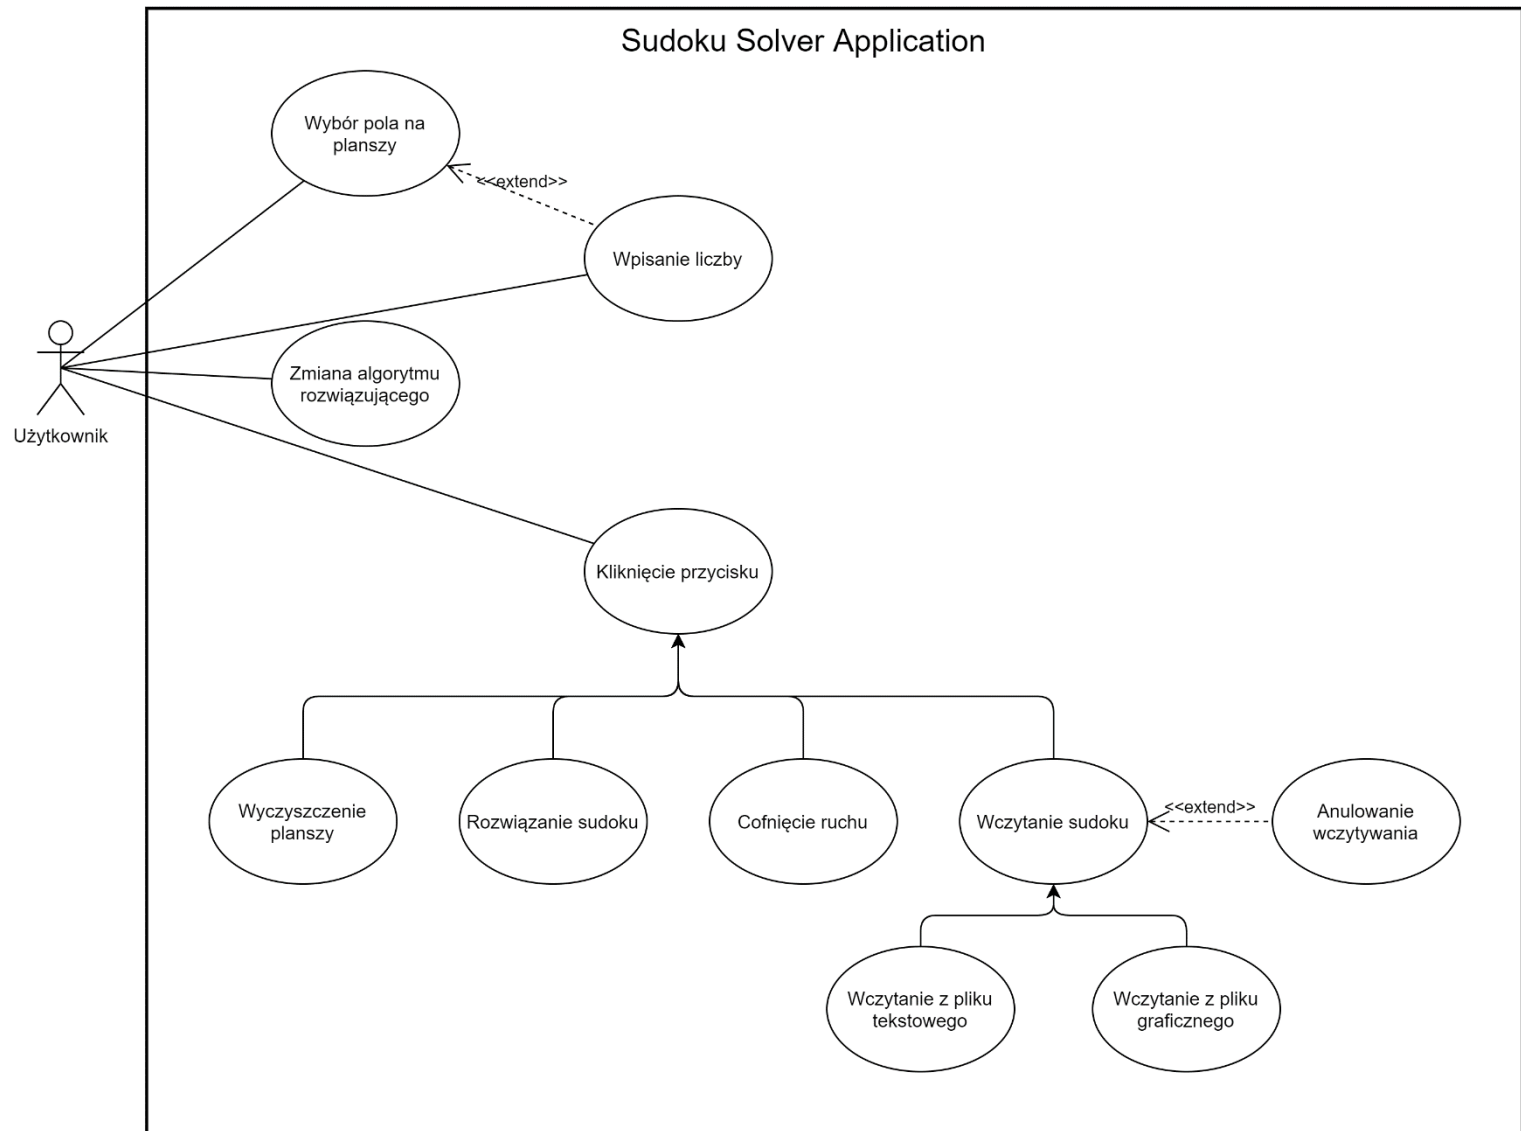 Sudoku Solver Application
Wybór pola na
planszy
<<extend>>
Wpisanie liczby
Zmiana algorytmu
rozwiązującego
Użytkownik
Kliknięcie przycisku
Wyczyszczenie
planszy
Rozwiązanie sudoku
Cofnięcie ruchu
Wczytanie sudoku
<<extend>>
Anulowanie
wczytywania
Wczytanie z pliku
tekstowego
Wczytanie z pliku
graficznego